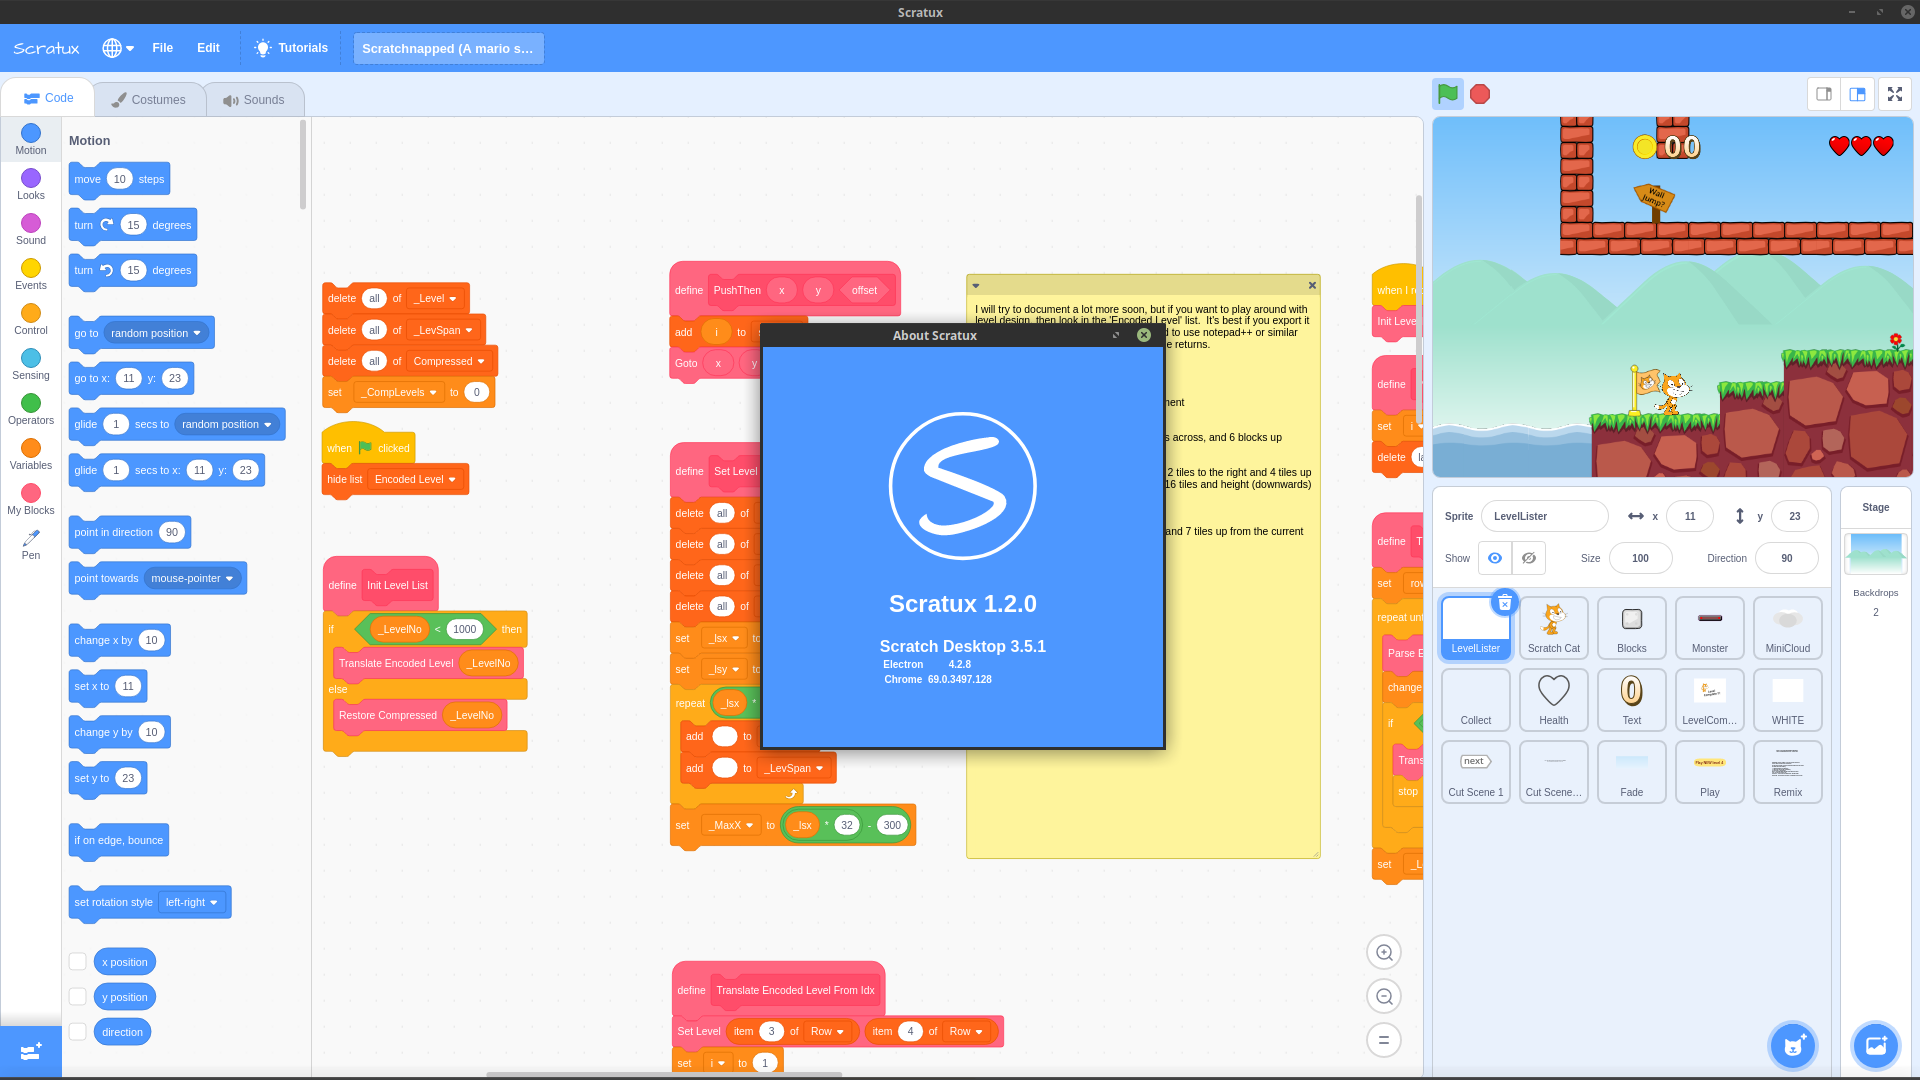 Scratux
Scratux
File
Edit
Tutorials
Scratchnapped (A mario s...
Code
Costumes
Sounds
Motion
Looks
Sound
Events
Control
Sensing
Operators
Variables
My Blocks
Pen
Motion
move 10 steps
turn 15 degrees
turn 15 degrees
go to random position
go to x: 11 y: 23
glide 1 secs to random position
glide 1 secs to x: 11 y: 23
point in direction 90
point towards mouse-pointer
change x by 10
set x to 11
change y by 10
set y to 23
if on edge, bounce
set rotation style left-right
x position
y position
direction
delete all of _Level
delete all of _LevSpan
delete all of Compressed
set _CompLevels to 0
when clicked
hide list Encoded Level
define Init Level List
if _LevelNo < 1000 then
Translate Encoded Level _LevelNo
else
Restore Compressed _LevelNo
define PushThen x y offset
add i to
Goto x y
define Set Level
delete all of
delete all of
delete all of
delete all of
set _lsx to
set _lsy to
repeat _lsx *
add to
add to _LevSpan
set _MaxX to _lsx * 32 - 300
define Translate Encoded Level From Idx
Set Level item 3 of Row item 4 of Row
set i to 1
I will try to document a lot more soon, but if you want to play around with
level design, then look in the 'Encoded Level' list. It's best if you export it
d to use notepad++ or similar
e returns.
nent
s across, and 6 blocks up
2 tiles to the right and 4 tiles up
16 tiles and height (downwards)
and 7 tiles up from the current
About Scratux
Scratux 1.2.0
Scratch Desktop 3.5.1
Electron 4.2.8
Chrome 69.0.3497.128
when I re
Init Leve
define
set i
delete la
define T
set row
repeat unt
Parse E
change
if
Trans
stop
set _L
00
Wall
Jump?
Sprite LevelLister x 11 y 23
Show Size 100 Direction 90
LevelLister
Scratch Cat
Blocks
Monster
MiniCloud
Collect
Health
0
Text
LevelCom...
WHITE
next
Cut Scene 1
Cut Scene...
Fade
Play NEW level 4
Play
Remix
Stage
Backdrops
2